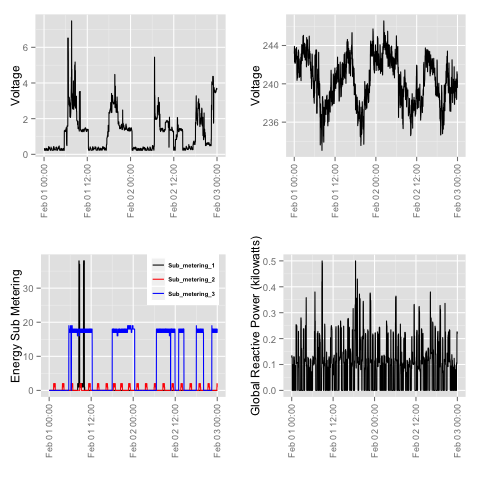 Voltage
6
4
2
0
Feb 01 00:00
Feb 01 12:00
Feb 02 00:00
Feb 02 12:00
Feb 03 00:00
Voltage
244
240
236
Feb 01 00:00
Feb 01 12:00
Feb 02 00:00
Feb 02 12:00
Feb 03 00:00
Energy Sub Metering
30
20
10
0
Sub_metering_1
Sub_metering_2
Sub_metering_3
Feb 01 00:00
Feb 01 12:00
Feb 02 00:00
Feb 02 12:00
Feb 03 00:00
Global Reactive Power (kilowatts)
0.5
0.4
0.3
0.2
0.1
0.0
Feb 01 00:00
Feb 01 12:00
Feb 02 00:00
Feb 02 12:00
Feb 03 00:00